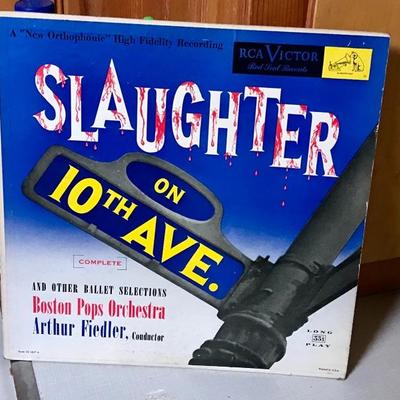 A "New Orthophonic" High Fidelity Recording
RCA VICTOR
Red Seal Records
SLAUGHTER
ON
10TH AVE.
COMPLETE
AND OTHER BALLET SELECTIONS
Boston Pops Orchestra
Arthur Fiedler, Conductor
LONG
33⅓
PLAY